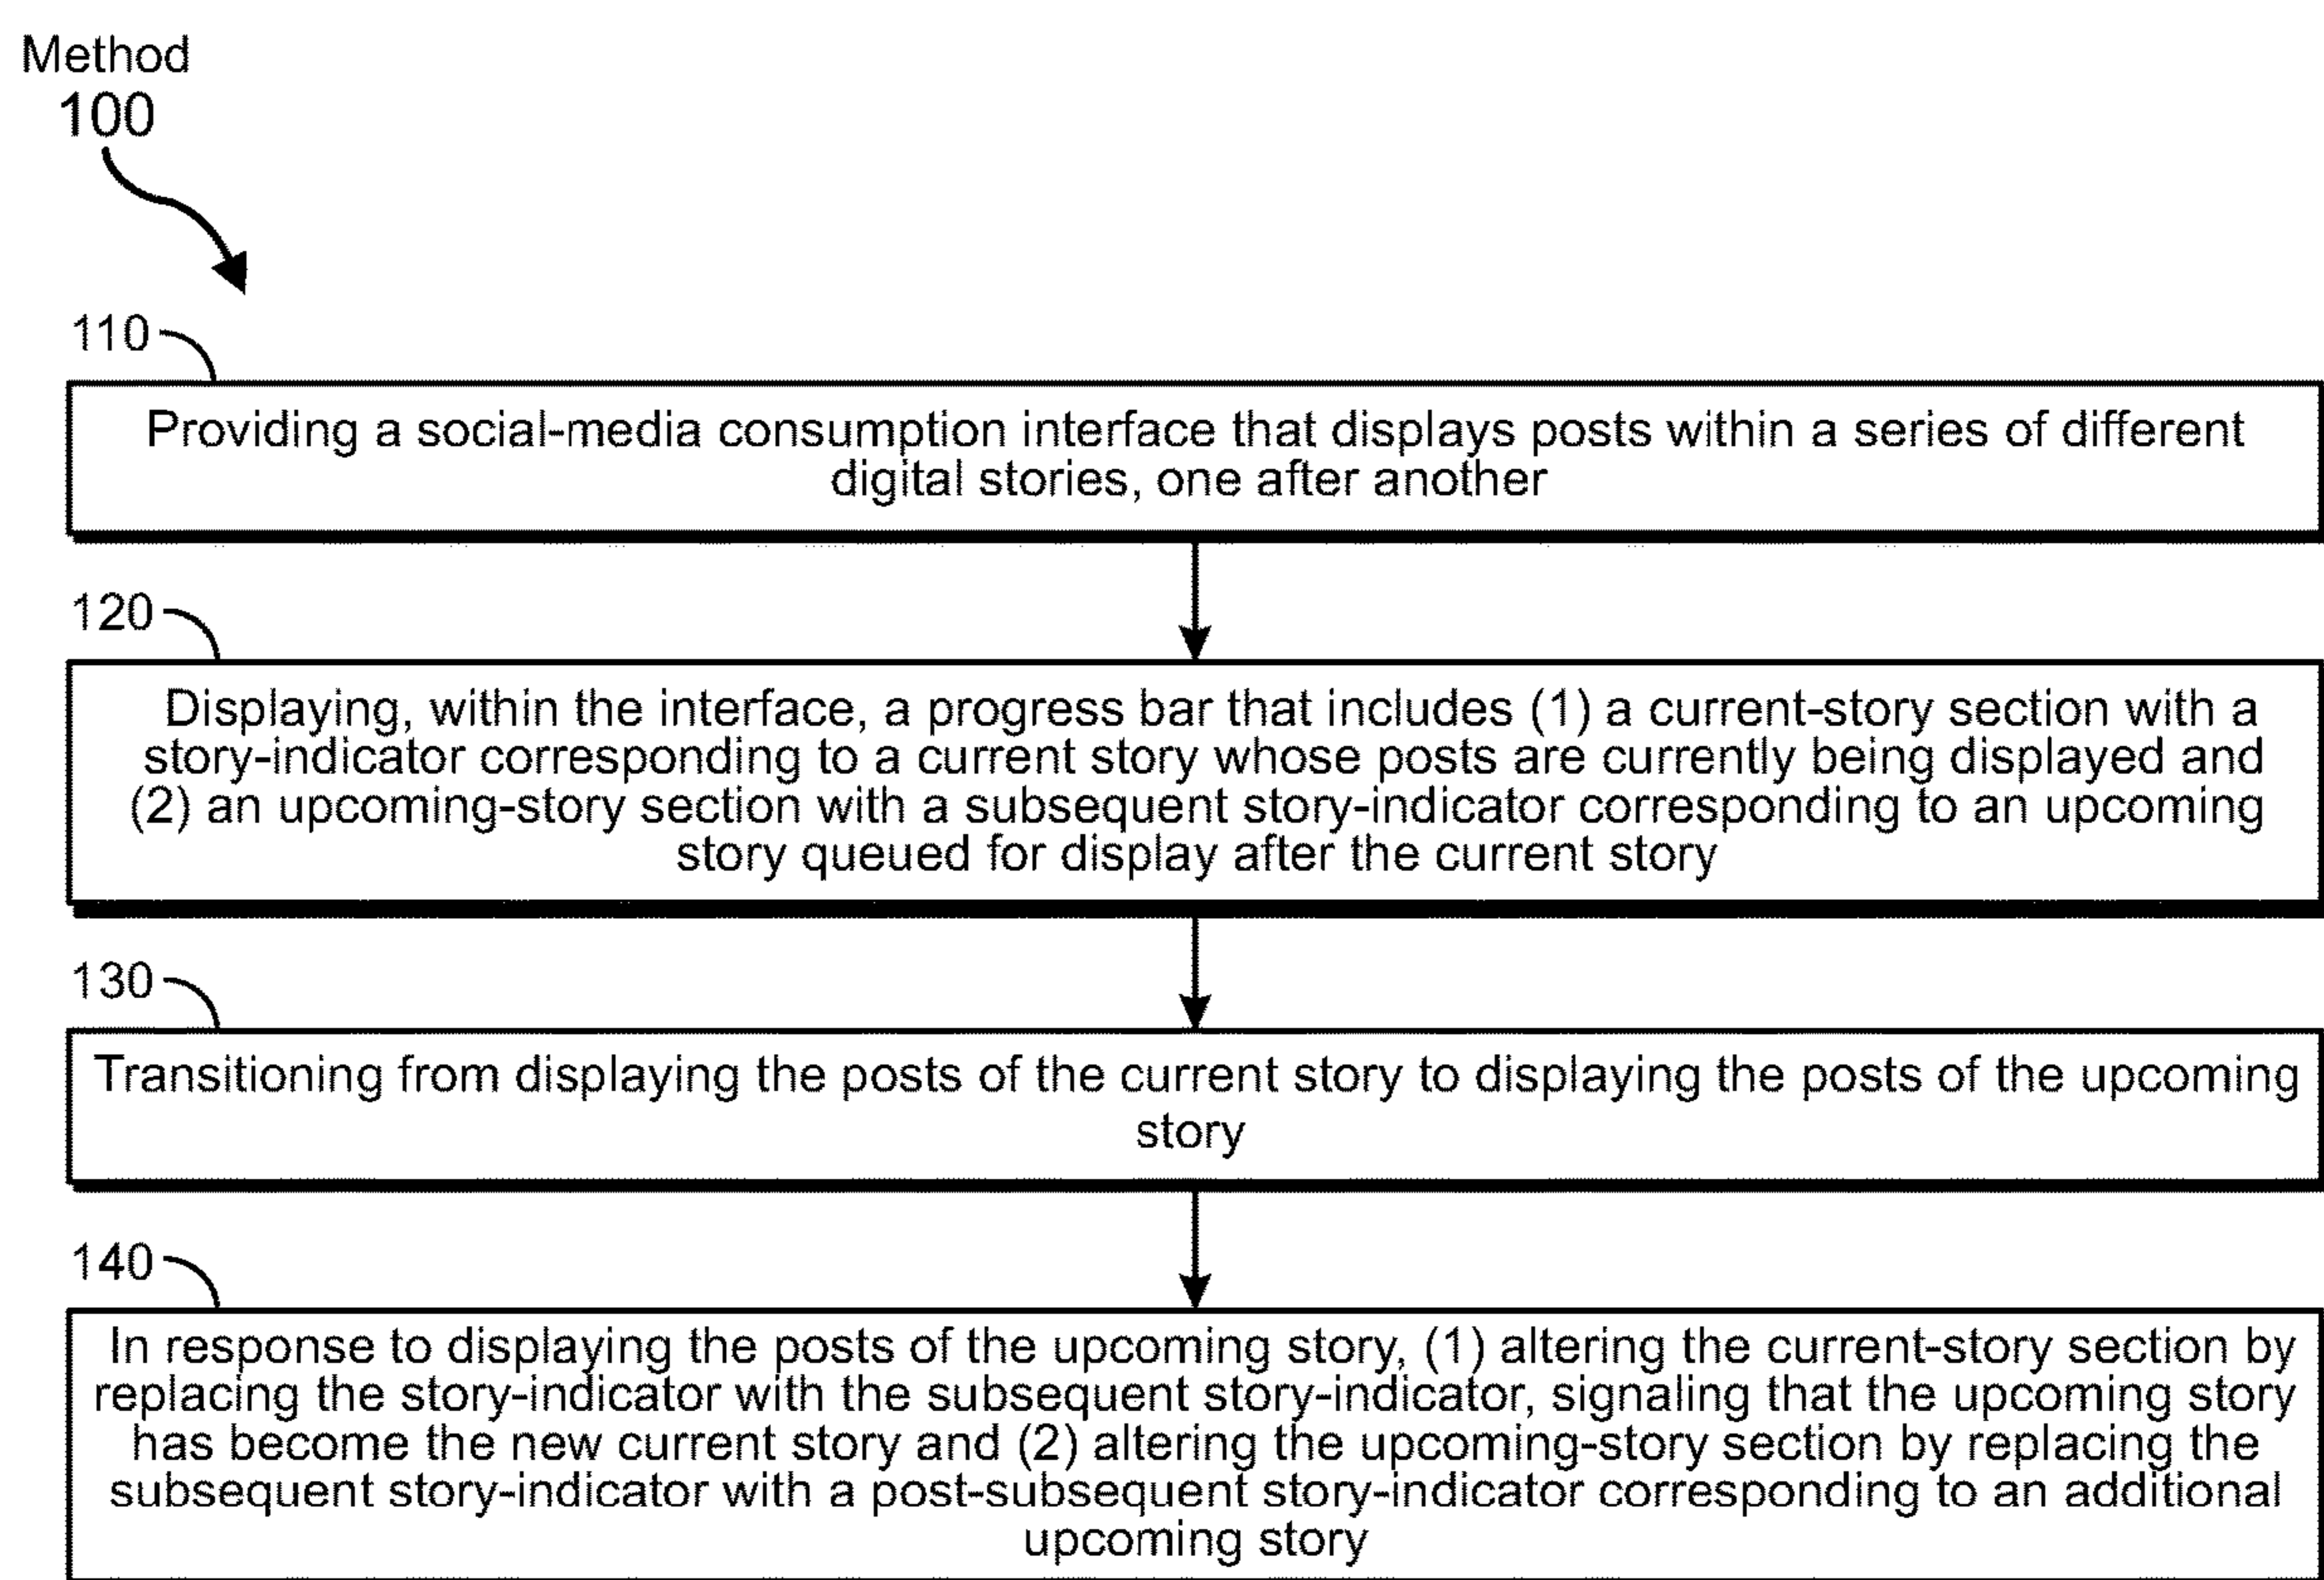 Method
100
110
Providing a social-media consumption interface that displays posts within a series of different
digital stories, one after another
120
Displaying, within the interface, a progress bar that includes (1) a current-story section with a
story-indicator corresponding to a current story whose posts are currently being displayed and
(2) an upcoming-story section with a subsequent story-indicator corresponding to an upcoming
story queued for display after the current story
130
Transitioning from displaying the posts of the current story to displaying the posts of the upcoming
story
140
In response to displaying the posts of the upcoming story, (1) altering the current-story section by
replacing the story-indicator with the subsequent story-indicator, signaling that the upcoming story
has become the new current story and (2) altering the upcoming-story section by replacing the
subsequent story-indicator with a post-subsequent story-indicator corresponding to an additional
upcoming story